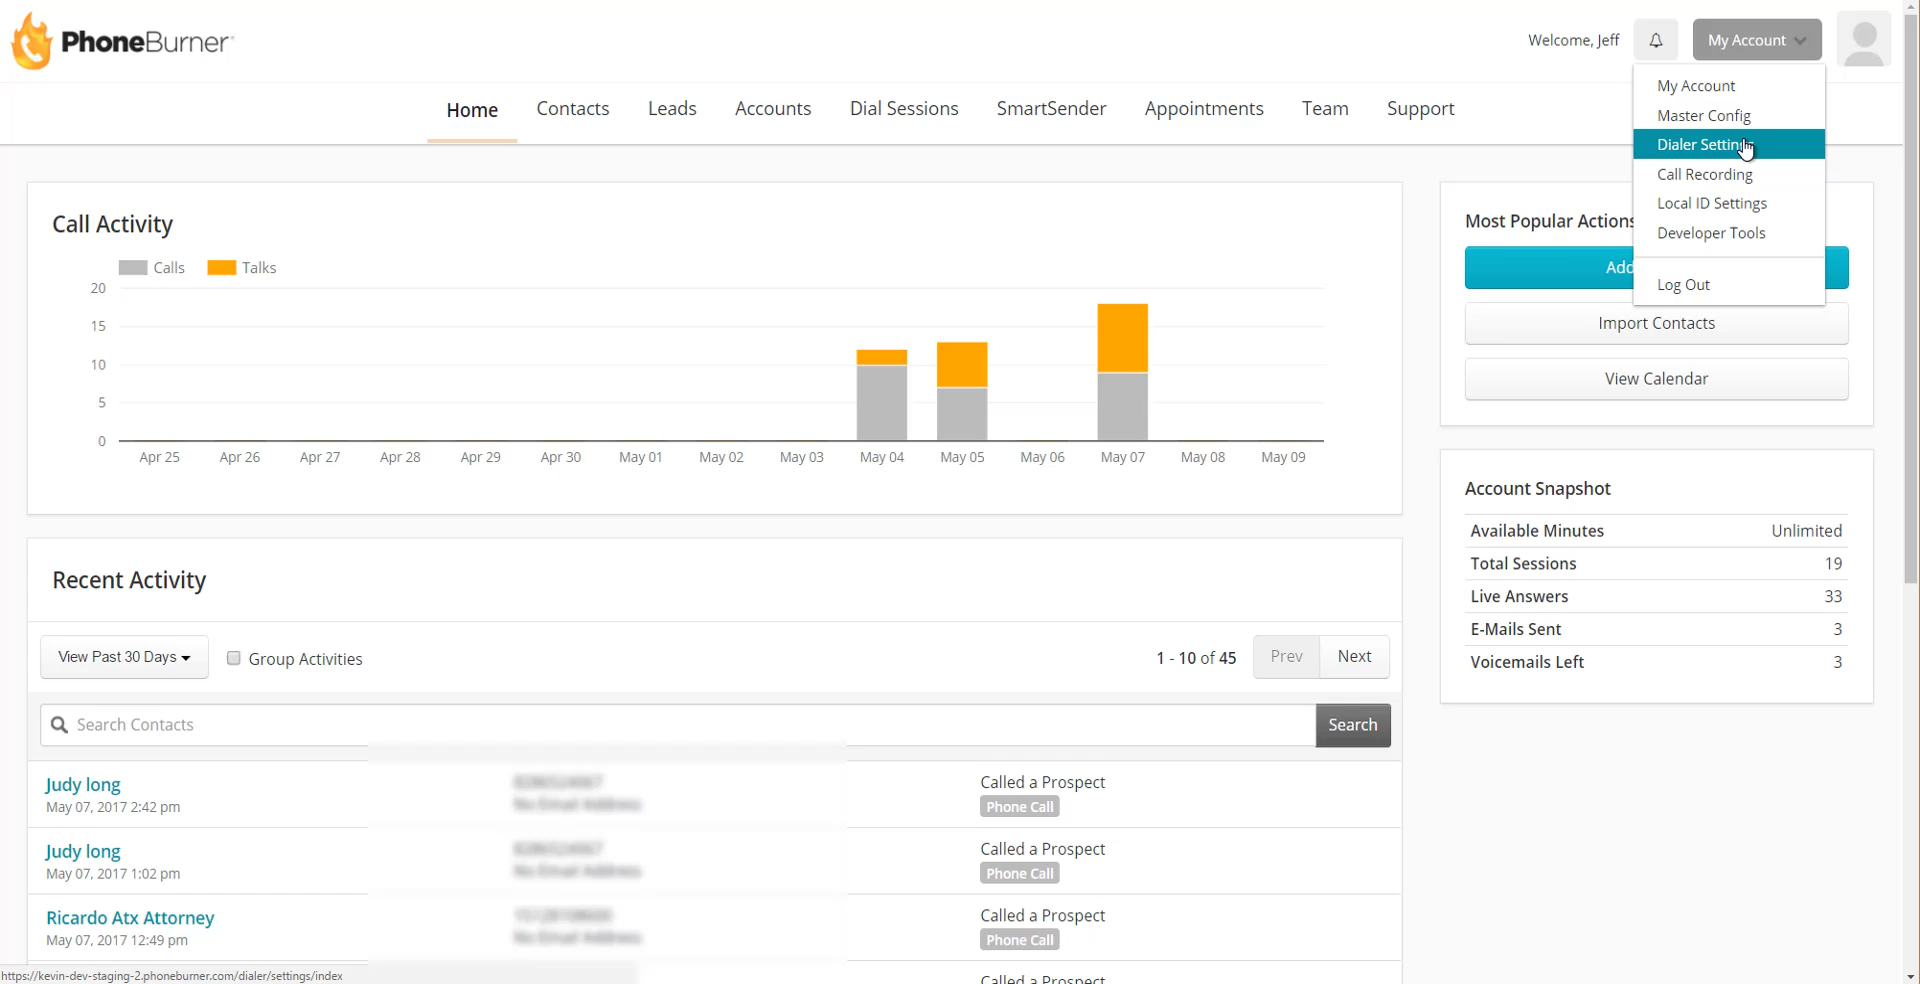 PhoneBurner
Welcome, Jeff
My Account
My Account
Master Config
Dialer Settin
Call Recording
Local ID Settings
Developer Tools
Log Out
Home Contacts Leads Accounts Dial Sessions SmartSender Appointments Team Support
Call Activity
Calls Talks
20
15
10
5
0
Apr 25 Apr 26 Apr 27 Apr 28 Apr 29 Apr 30 May 01 May 02 May 03 May 04 May 05 May 06 May 07 May 08 May 09
Most Popular Actions
Add
Import Contacts
View Calendar
Account Snapshot
Available Minutes Unlimited
Total Sessions 19
Live Answers 33
E-Mails Sent 3
Voicemails Left 3
Recent Activity
View Past 30 Days Group Activities 1 - 10 of 45 Prev Next
Search Contacts Search
Judy long Called a Prospect
May 07, 2017 2:42 pm Phone Call
Judy long Called a Prospect
May 07, 2017 1:02 pm Phone Call
Ricardo Atx Attorney Called a Prospect
May 07, 2017 12:49 pm Phone Call
Called a Prospect
https://kevin-dev-staging-2.phoneburner.com/dialer/settings/index